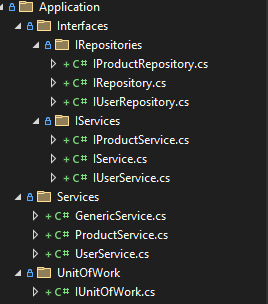 Application
Interfaces
IRepositories
C# IProductRepository.cs
C# IRepository.cs
C# IUserRepository.cs
IServices
C# IProductService.cs
C# IService.cs
C# IUserService.cs
Services
C# GenericService.cs
C# ProductService.cs
C# UserService.cs
UnitOfWork
C# IUnitOfWork.cs